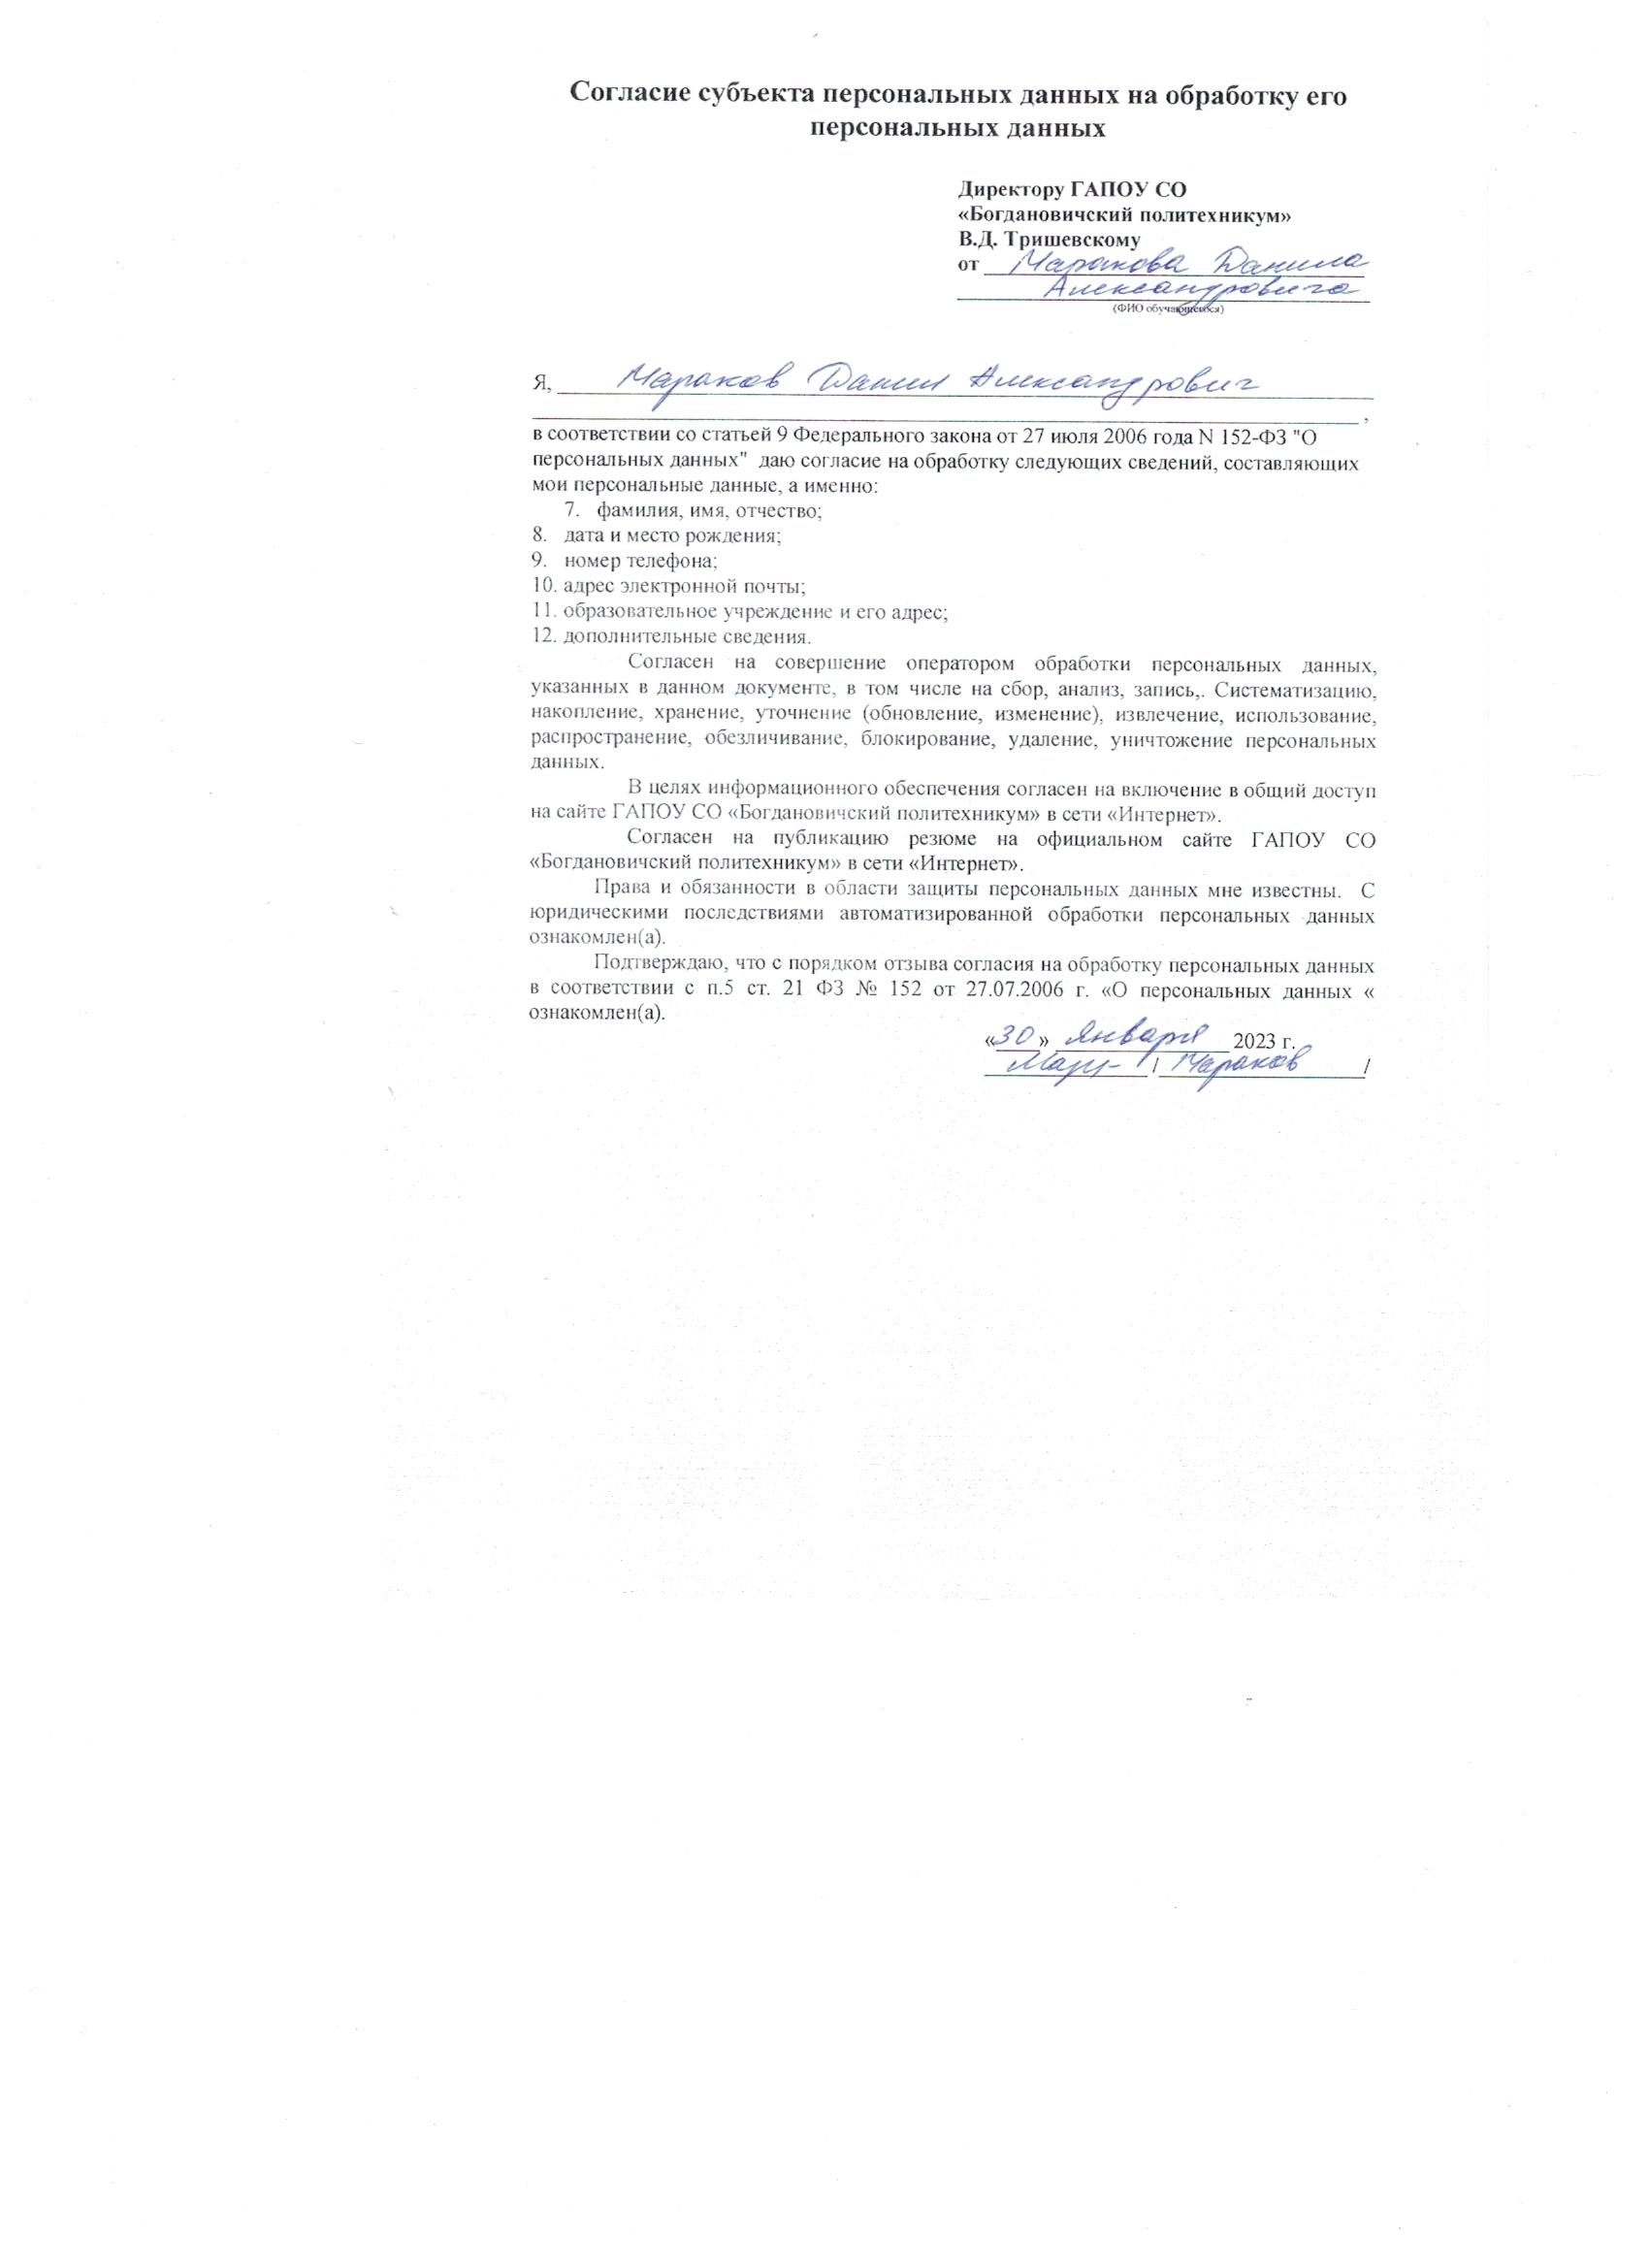 Согласие субъекта персональных данных на обработку его
персональных данных
Директору ГАПОУ СО
«Богдановичский политехникум»
В.Д. Тришевскому
от Маракова Данила
Александровича
(ФИО обучающегося)
Я, Мараков Данил Александрович
,
в соответствии со статьей 9 Федерального закона от 27 июля 2006 года N 152-ФЗ "О
персональных данных" даю согласие на обработку следующих сведений, составляющих
мои персональные данные, а именно:
7. фамилия, имя, отчество;
8. дата и место рождения;
9. номер телефона;
10. адрес электронной почты;
11. образовательное учреждение и его адрес;
12. дополнительные сведения.
Согласен на совершение оператором обработки персональных данных,
указанных в данном документе, в том числе на сбор, анализ, запись,. Систематизацию,
накопление, хранение, уточнение (обновление, изменение), извлечение, использование,
распространение, обезличивание, блокирование, удаление, уничтожение персональных
данных.
В целях информационного обеспечения согласен на включение в общий доступ
на сайте ГАПОУ СО «Богдановичский политехникум» в сети «Интернет».
Согласен на публикацию резюме на официальном сайте ГАПОУ СО
«Богдановичский политехникум» в сети «Интернет».
Права и обязанности в области защиты персональных данных мне известны. С
юридическими последствиями автоматизированной обработки персональных данных
ознакомлен(а).
Подтверждаю, что с порядком отзыва согласия на обработку персональных данных
в соответствии с п.5 ст. 21 ФЗ № 152 от 27.07.2006 г. «О персональных данных «
ознакомлен(а).
«30» Января 2023 г.
/ Мараков /